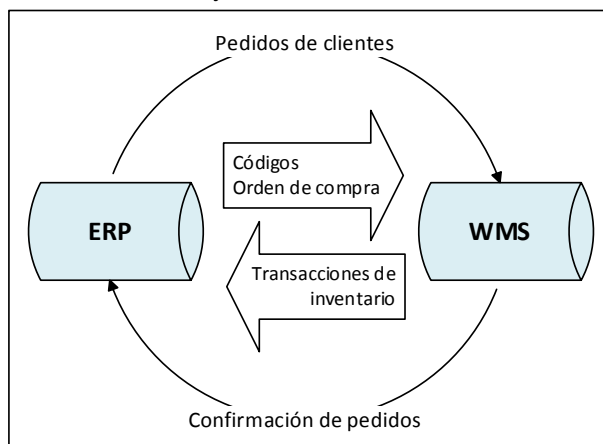 Pedidos de clientes
Códigos
Orden de compra
ERP
WMS
Transacciones de
inventario
Confirmación de pedidos